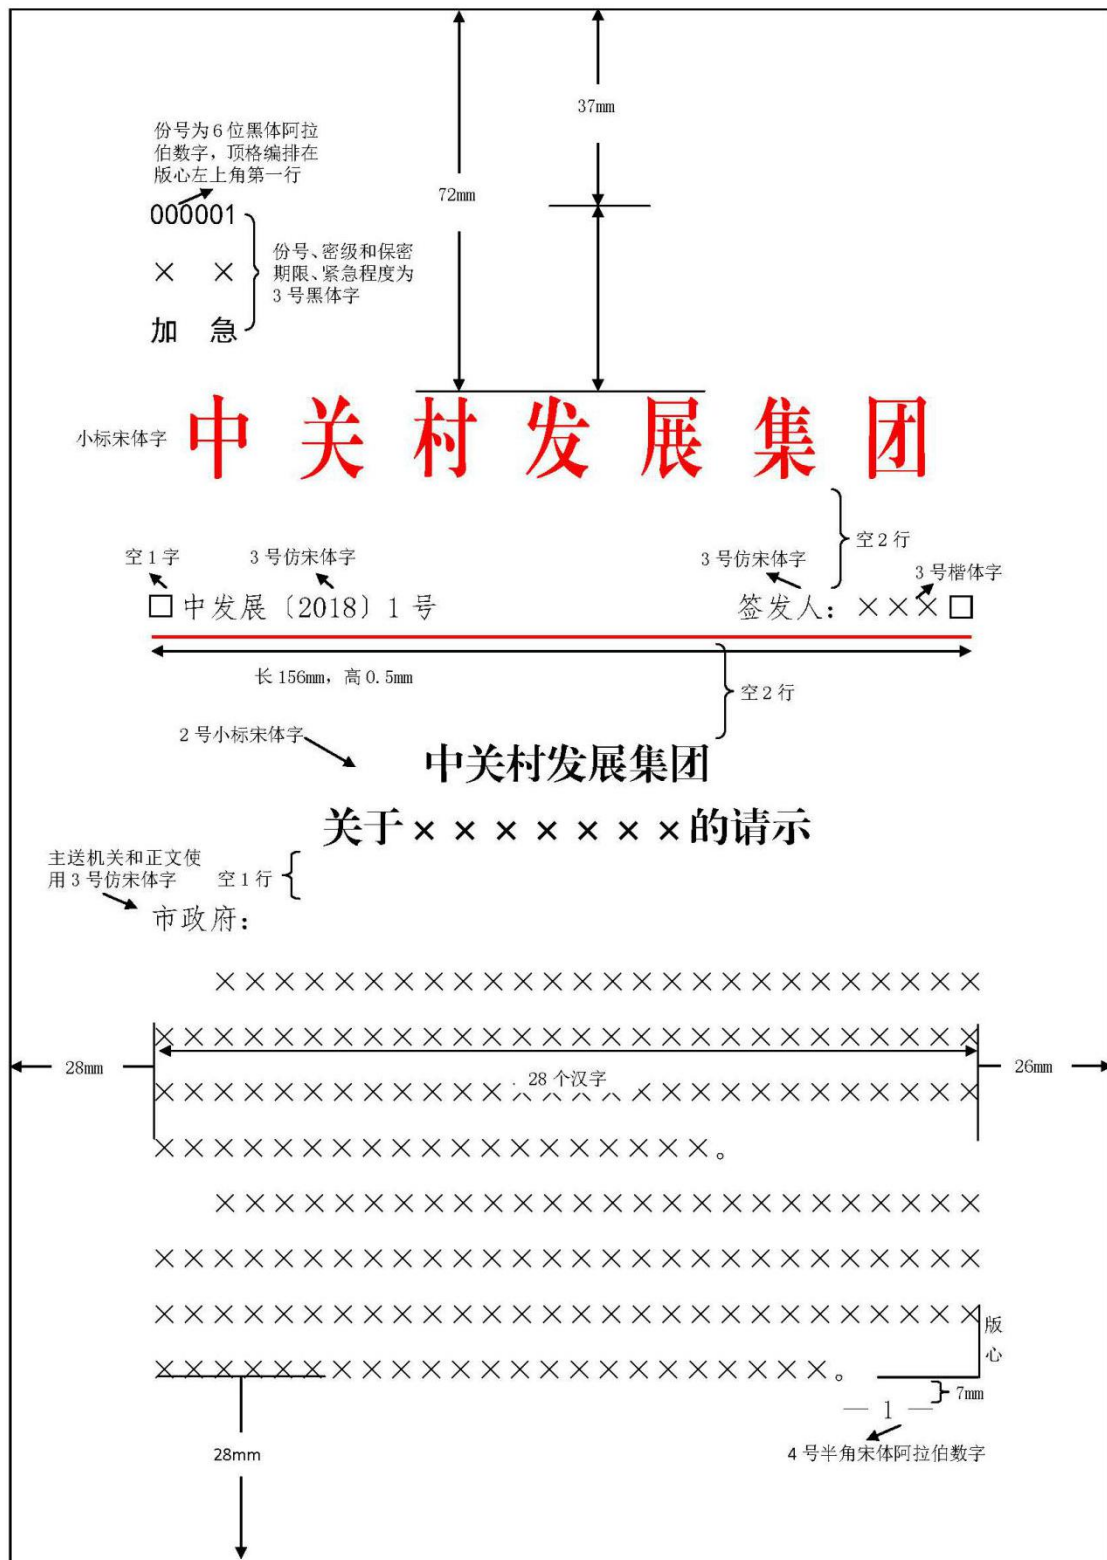 37mm
份号为6位黑体阿拉
伯数字，顶格编排在
版心左上角第一行
72mm
000001
份号、密级和保密
期限、紧急程度为
3号黑体字
× ×
加 急
小标宋体字
中关村发展集团
空2行
空1字
3号仿宋体字
3号仿宋体字
3号楷体字
□中发展〔2018〕1号
签发人：×××□
长156mm，高0.5mm
空2行
2号小标宋体字
中关村发展集团
关于×××××××的请示
主送机关和正文使
用3号仿宋体字
空1行
市政府：
××××××××××××××××××××××××××
××××××××××××××××××××××××××××
28mm
28个汉字
26mm
××××××××××××××××××××××××××××
×××××××××××××××××××。
××××××××××××××××××××××××××
××××××××××××××××××××××××××××
××××××××××××××××××××××××××××
版
心
×××××××××××××××××××××××。
7mm
— 1 —
28mm
4号半角宋体阿拉伯数字